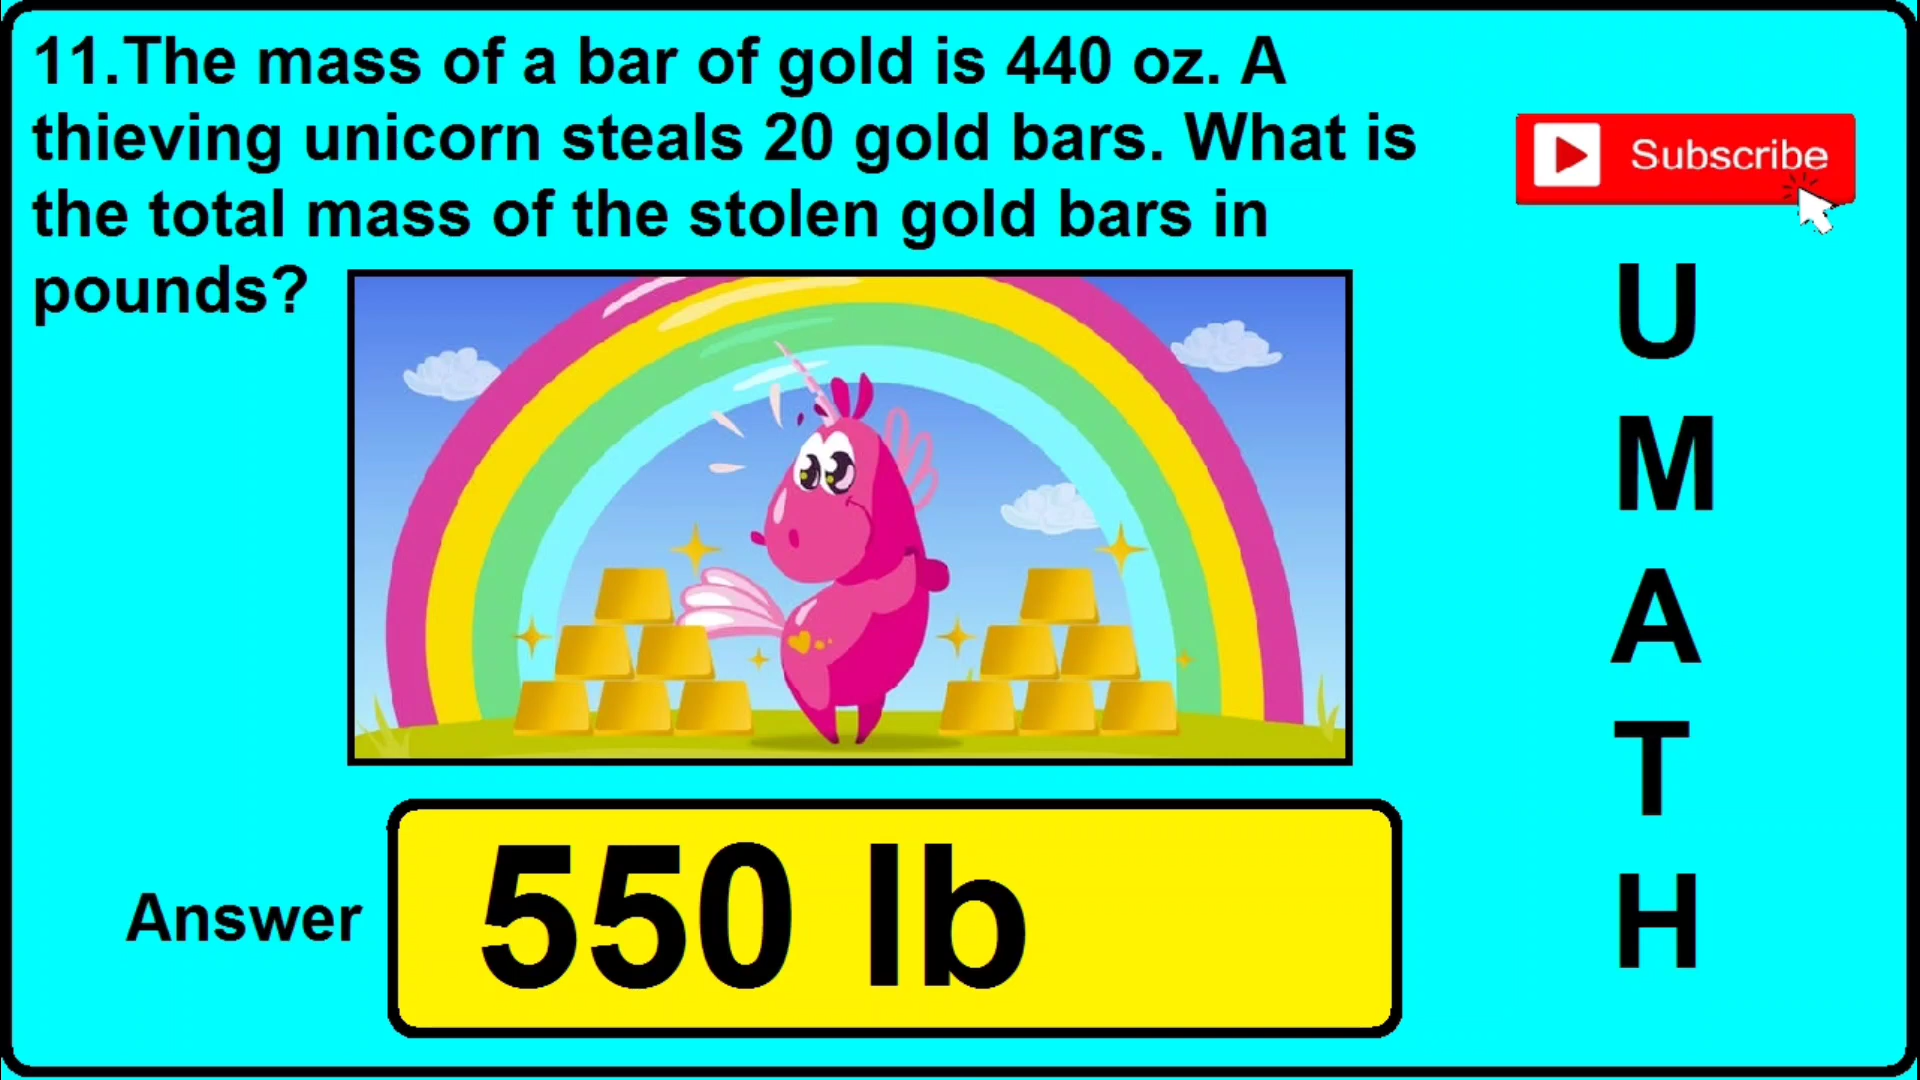 11.The mass of a bar of gold is 440 oz. A
thieving unicorn steals 20 gold bars. What is
the total mass of the stolen gold bars in
pounds?
Subscribe
U
M
A
T
H
Answer
550 lb